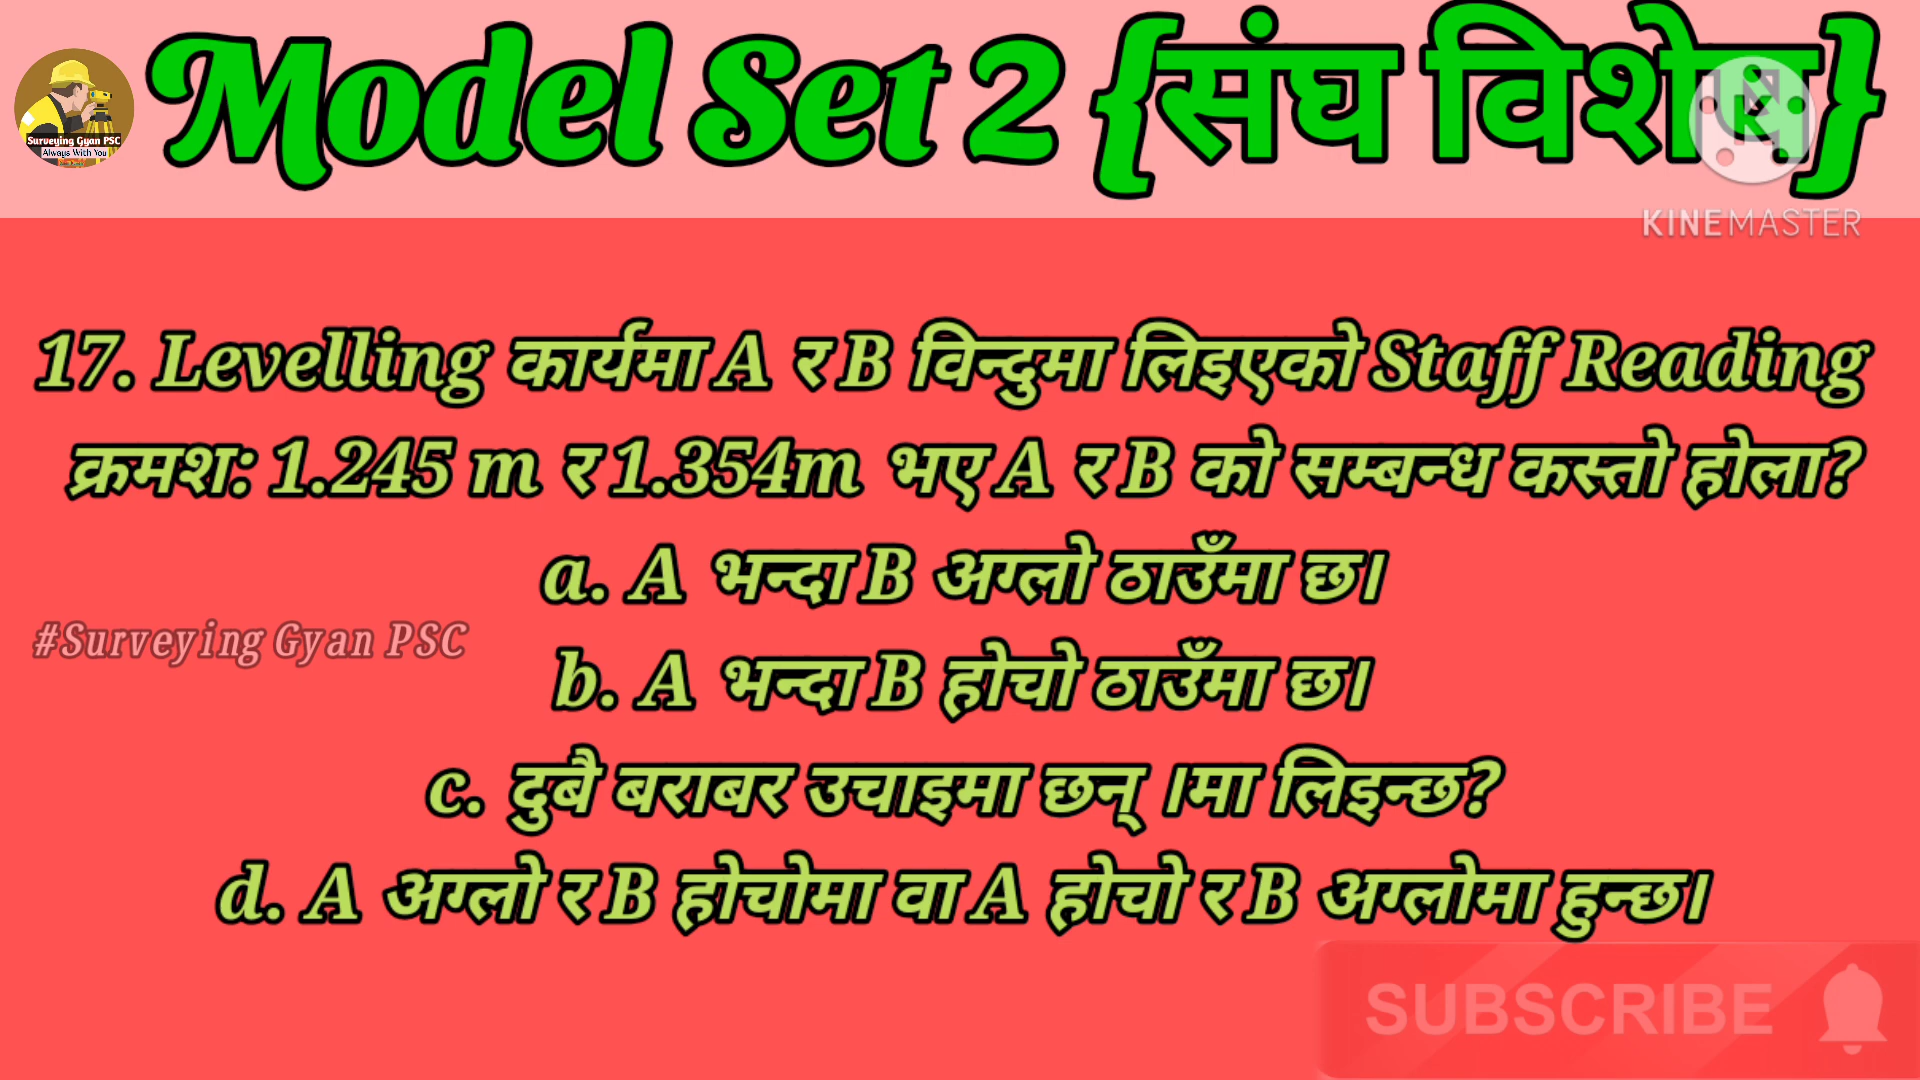 Model Set 2 {संघ विशेष}
Surveying Gyan PSC
Always With You
KINEMASTER
17. Levelling कार्यमा A र B विन्दुमा लिइएको Staff Reading
क्रमश: 1.245 m र 1.354m भए A र B को सम्बन्ध कस्तो होला?
a. A भन्दा B अग्लो ठाउँमा छ।
#Surveying Gyan PSC
b. A भन्दा B होचो ठाउँमा छ।
c. दुबै बराबर उचाइमा छन् ।मा लिइन्छ?
d. A अग्लो र B होचोमा वा A होचो र B अग्लोमा हुन्छ।
SUBSCRIBE